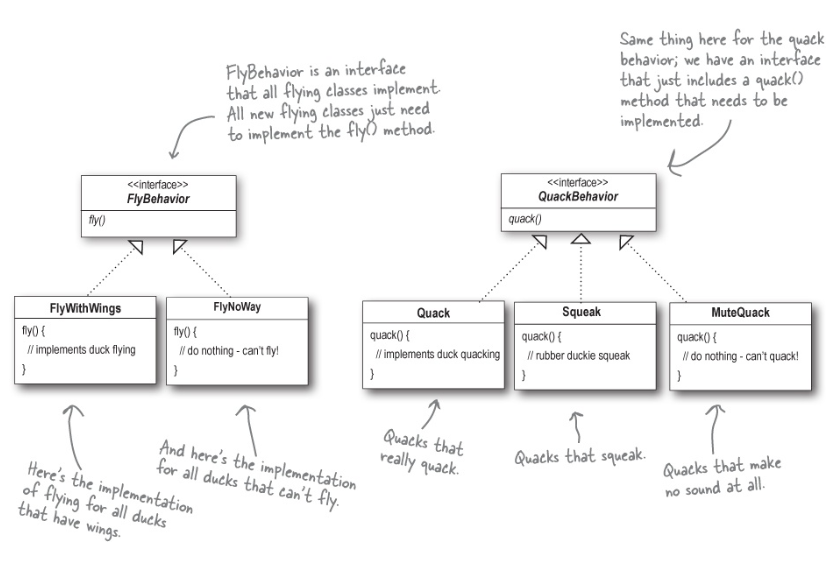 FlyBehavior is an interface
that all flying classes implement.
All new flying classes just need
to implement the fly() method.
Same thing here for the quack
behavior; we have an interface
that just includes a quack()
method that needs to be
implemented.
<<interface>>
FlyBehavior
fly()
<<interface>>
QuackBehavior
quack()
FlyWithWings
fly() {
// implements duck flying
}
FlyNoWay
fly() {
// do nothing - can't fly!
}
Quack
quack() {
// implements duck quacking
}
Squeak
quack() {
// rubber duckie squeak
}
MuteQuack
quack() {
// do nothing - can't quack!
}
Here's the implementation
of flying for all ducks
that have wings.
And here's the implementation
for all ducks that can't fly.
Quacks that
really quack.
Quacks that squeak.
Quacks that make
no sound at all.